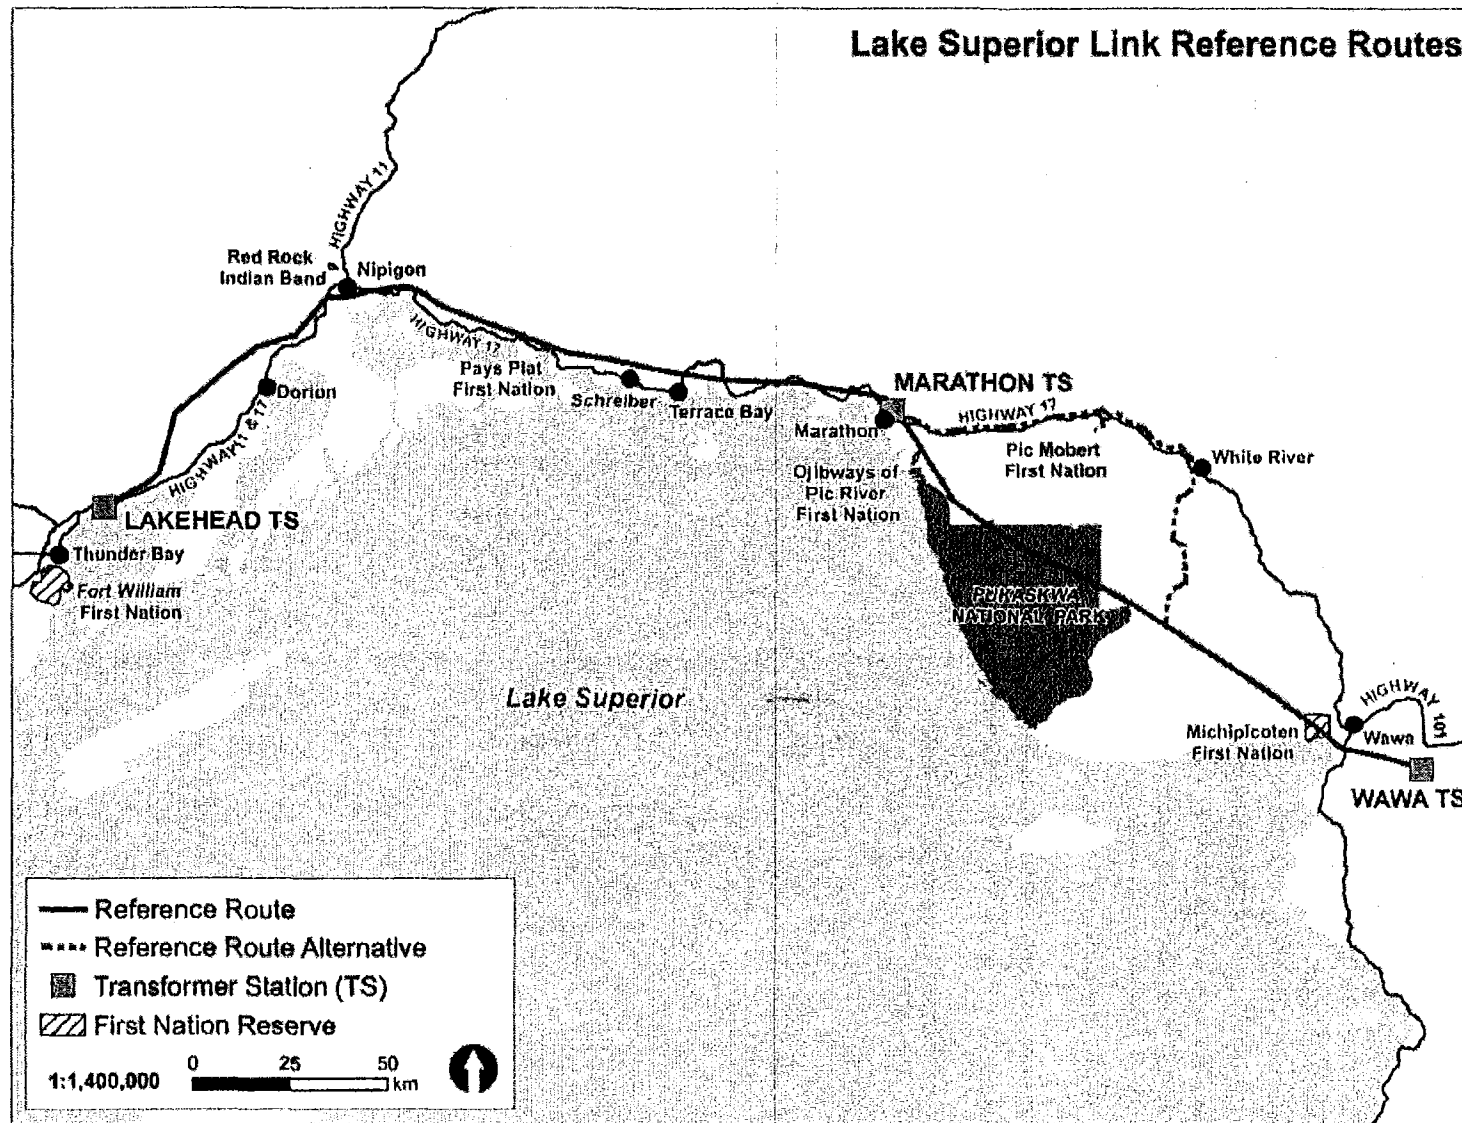 Lake Superior Link Reference Routes
HIGHWAY 11
Red Rock
Indian Band
Nipigon
HIGHWAY 17
Pays Plat
First Nation
Schreiber
Terrace Bay
MARATHON TS
Marathon
HIGHWAY 17
Pic Mobert
First Nation
White River
Ojibways of
Pic River
First Nation
Dorion
HIGHWAY 11 & 17
LAKEHEAD TS
Thunder Bay
Fort William
First Nation
PUKASKWA
NATIONAL PARK
Lake Superior
HIGHWAY 101
Michipicoten
First Nation
Wawa
WAWA TS
Reference Route
Reference Route Alternative
Transformer Station (TS)
First Nation Reserve
1:1,400,000
0 25 50
km